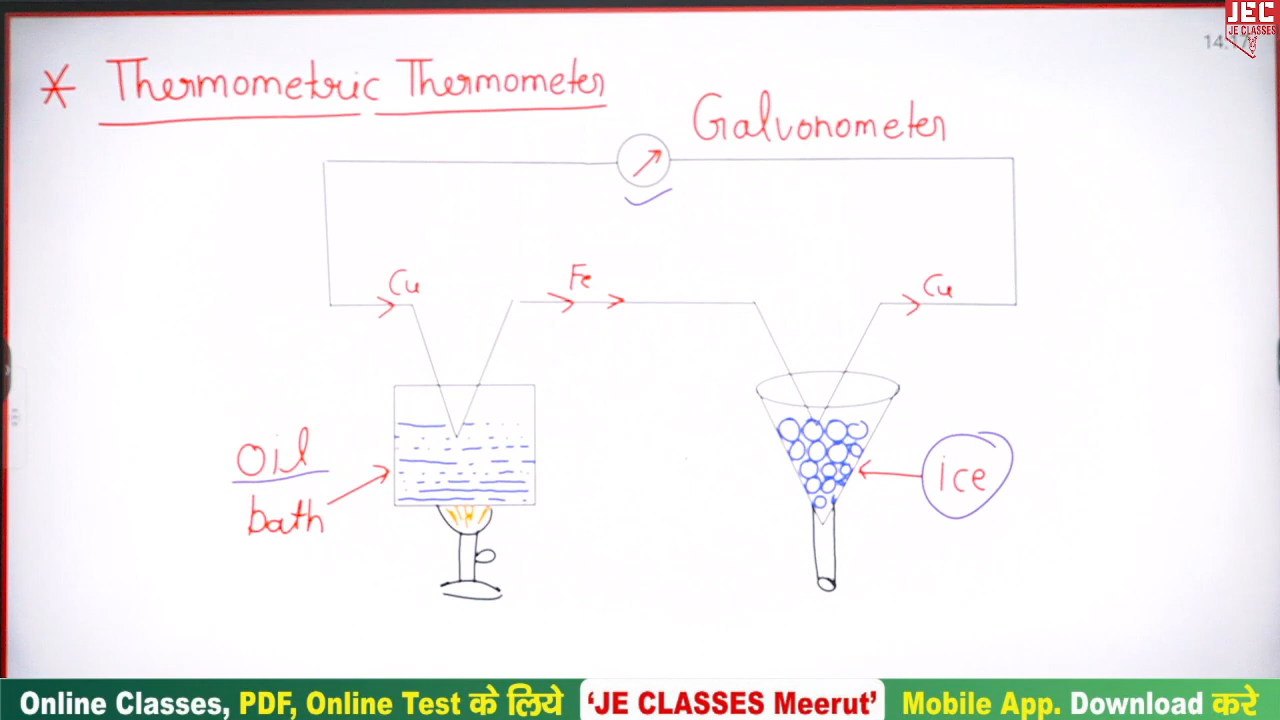 JEC
JE CLASSES
* Thermometric Thermometer
Galvonometer
Cu
Fe
Cu
Oil
bath
ice
Online Classes, PDF, Online Test के लिये 'JE CLASSES Meerut' Mobile App. Download करे